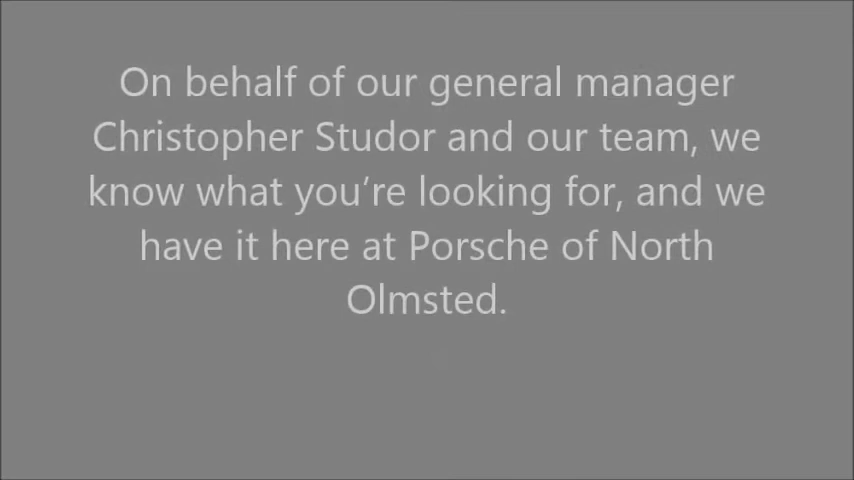 On behalf of our general manager
Christopher Studor and our team, we
know what you’re looking for, and we
have it here at Porsche of North
Olmsted.